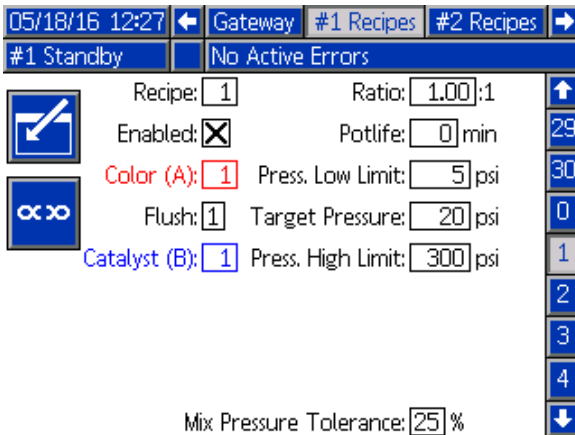 05/18/16 12:27 Gateway #1 Recipes #2 Recipes
#1 Standby No Active Errors
Recipe: 1 Ratio: 1.00:1
29
Enabled: Potlife: 0 min
30
Color (A): 1 Press. Low Limit: 5 psi
0
Flush: 1 Target Pressure: 20 psi
1
Catalyst (B): 1 Press. High Limit: 300 psi
2
3
4
Mix Pressure Tolerance: 25 %